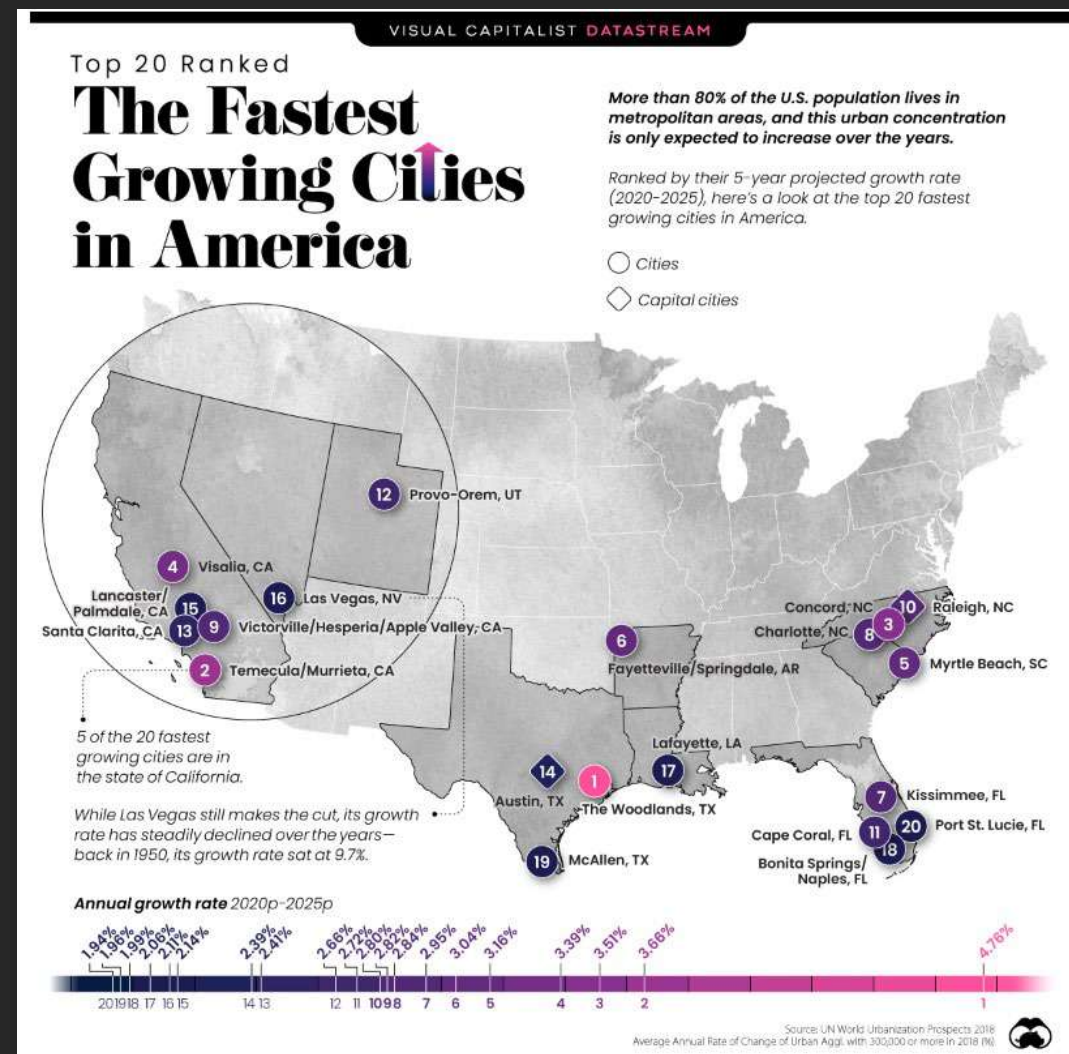 VISUAL CAPITALIST DATASTREAM
Top 20 Ranked
The Fastest
Growing Cities
in America
More than 80% of the U.S. population lives in
metropolitan areas, and this urban concentration
is only expected to increase over the years.
Ranked by their 5-year projected growth rate
(2020-2025), here's a look at the top 20 fastest
growing cities in America.
Cities
Capital cities
12 Provo-Orem, UT
4 Visalia, CA
Lancaster/
Palmdale, CA 15
16 Las Vegas, NV
Santa Clarita, CA 13
9 Victorville/Hesperia/Apple Valley, CA
2 Temecula/Murrieta, CA
Concord, NC 3
10 Raleigh, NC
Charlotte, NC 8
6
Fayetteville/Springdale, AR
5 Myrtle Beach, SC
5 of the 20 fastest
growing cities are in
the state of California.
Lafayette, LA
17
14
Austin, TX
1
The Woodlands, TX
7 Kissimmee, FL
Cape Coral, FL 11
20 Port St. Lucie, FL
18
Bonita Springs/
Naples, FL
19 McAllen, TX
While Las Vegas still makes the cut, its growth
rate has steadily declined over the years—
back in 1950, its growth rate sat at 9.7%.
Annual growth rate 2020p-2025p
1.94% 1.96% 1.99% 2.06% 2.11% 2.14% 2.39% 2.41% 2.66% 2.72% 2.80% 2.82% 2.84% 2.95% 3.04% 3.16% 3.39% 3.51% 3.66% 4.76%
20 19 18 17 16 15 14 13 12 11 10 9 8 7 6 5 4 3 2 1
Source: UN World Urbanization Prospects 2018
Average Annual Rate of Change of Urban Aggl. with 300,000 or more in 2018 (%)